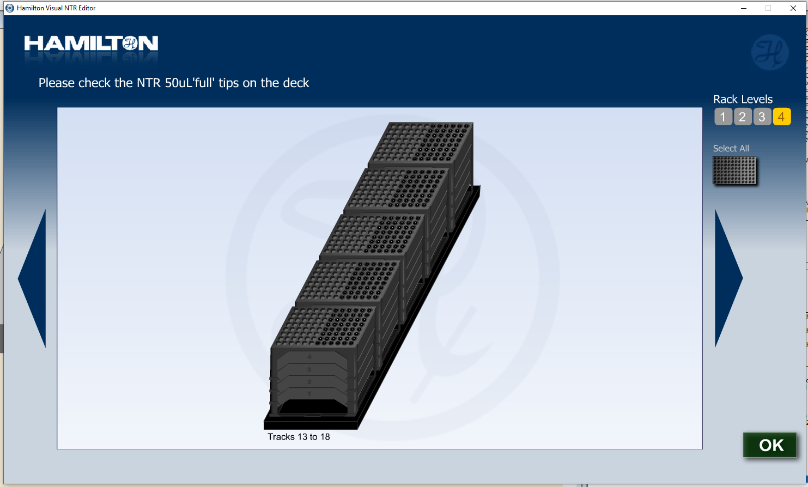 Hamilton Visual NTR Editor
HAMILTON
Please check the NTR 50uL'full' tips on the deck
Rack Levels
1 2 3 4
Select All
4
Tracks 13 to 18
OK